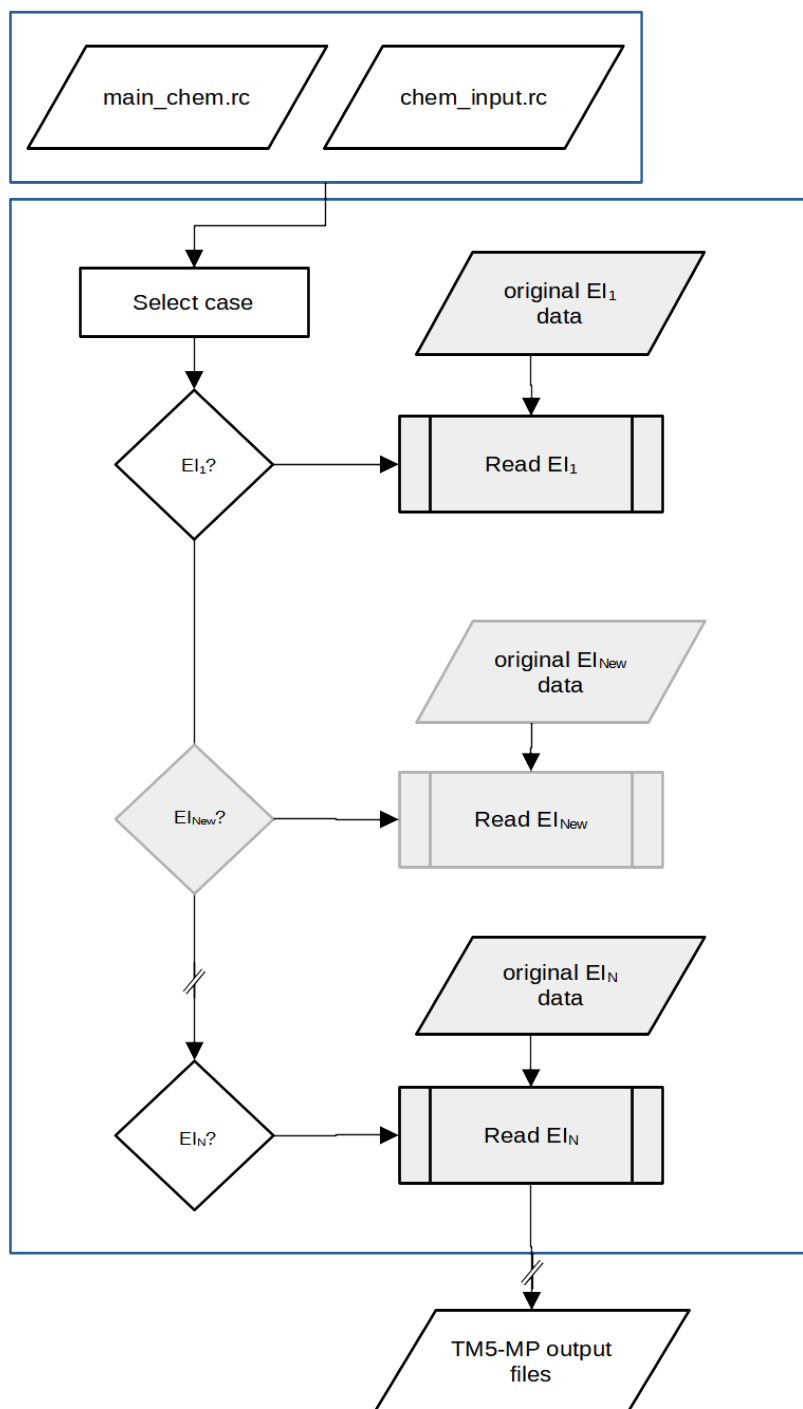 main_chem.rc
chem_input.rc
Select case
original EI₁
data
EI₁?
Read EI₁
original EINew
data
EINew?
Read EINew
original EIN
data
EIN?
Read EIN
TM5-MP output
files